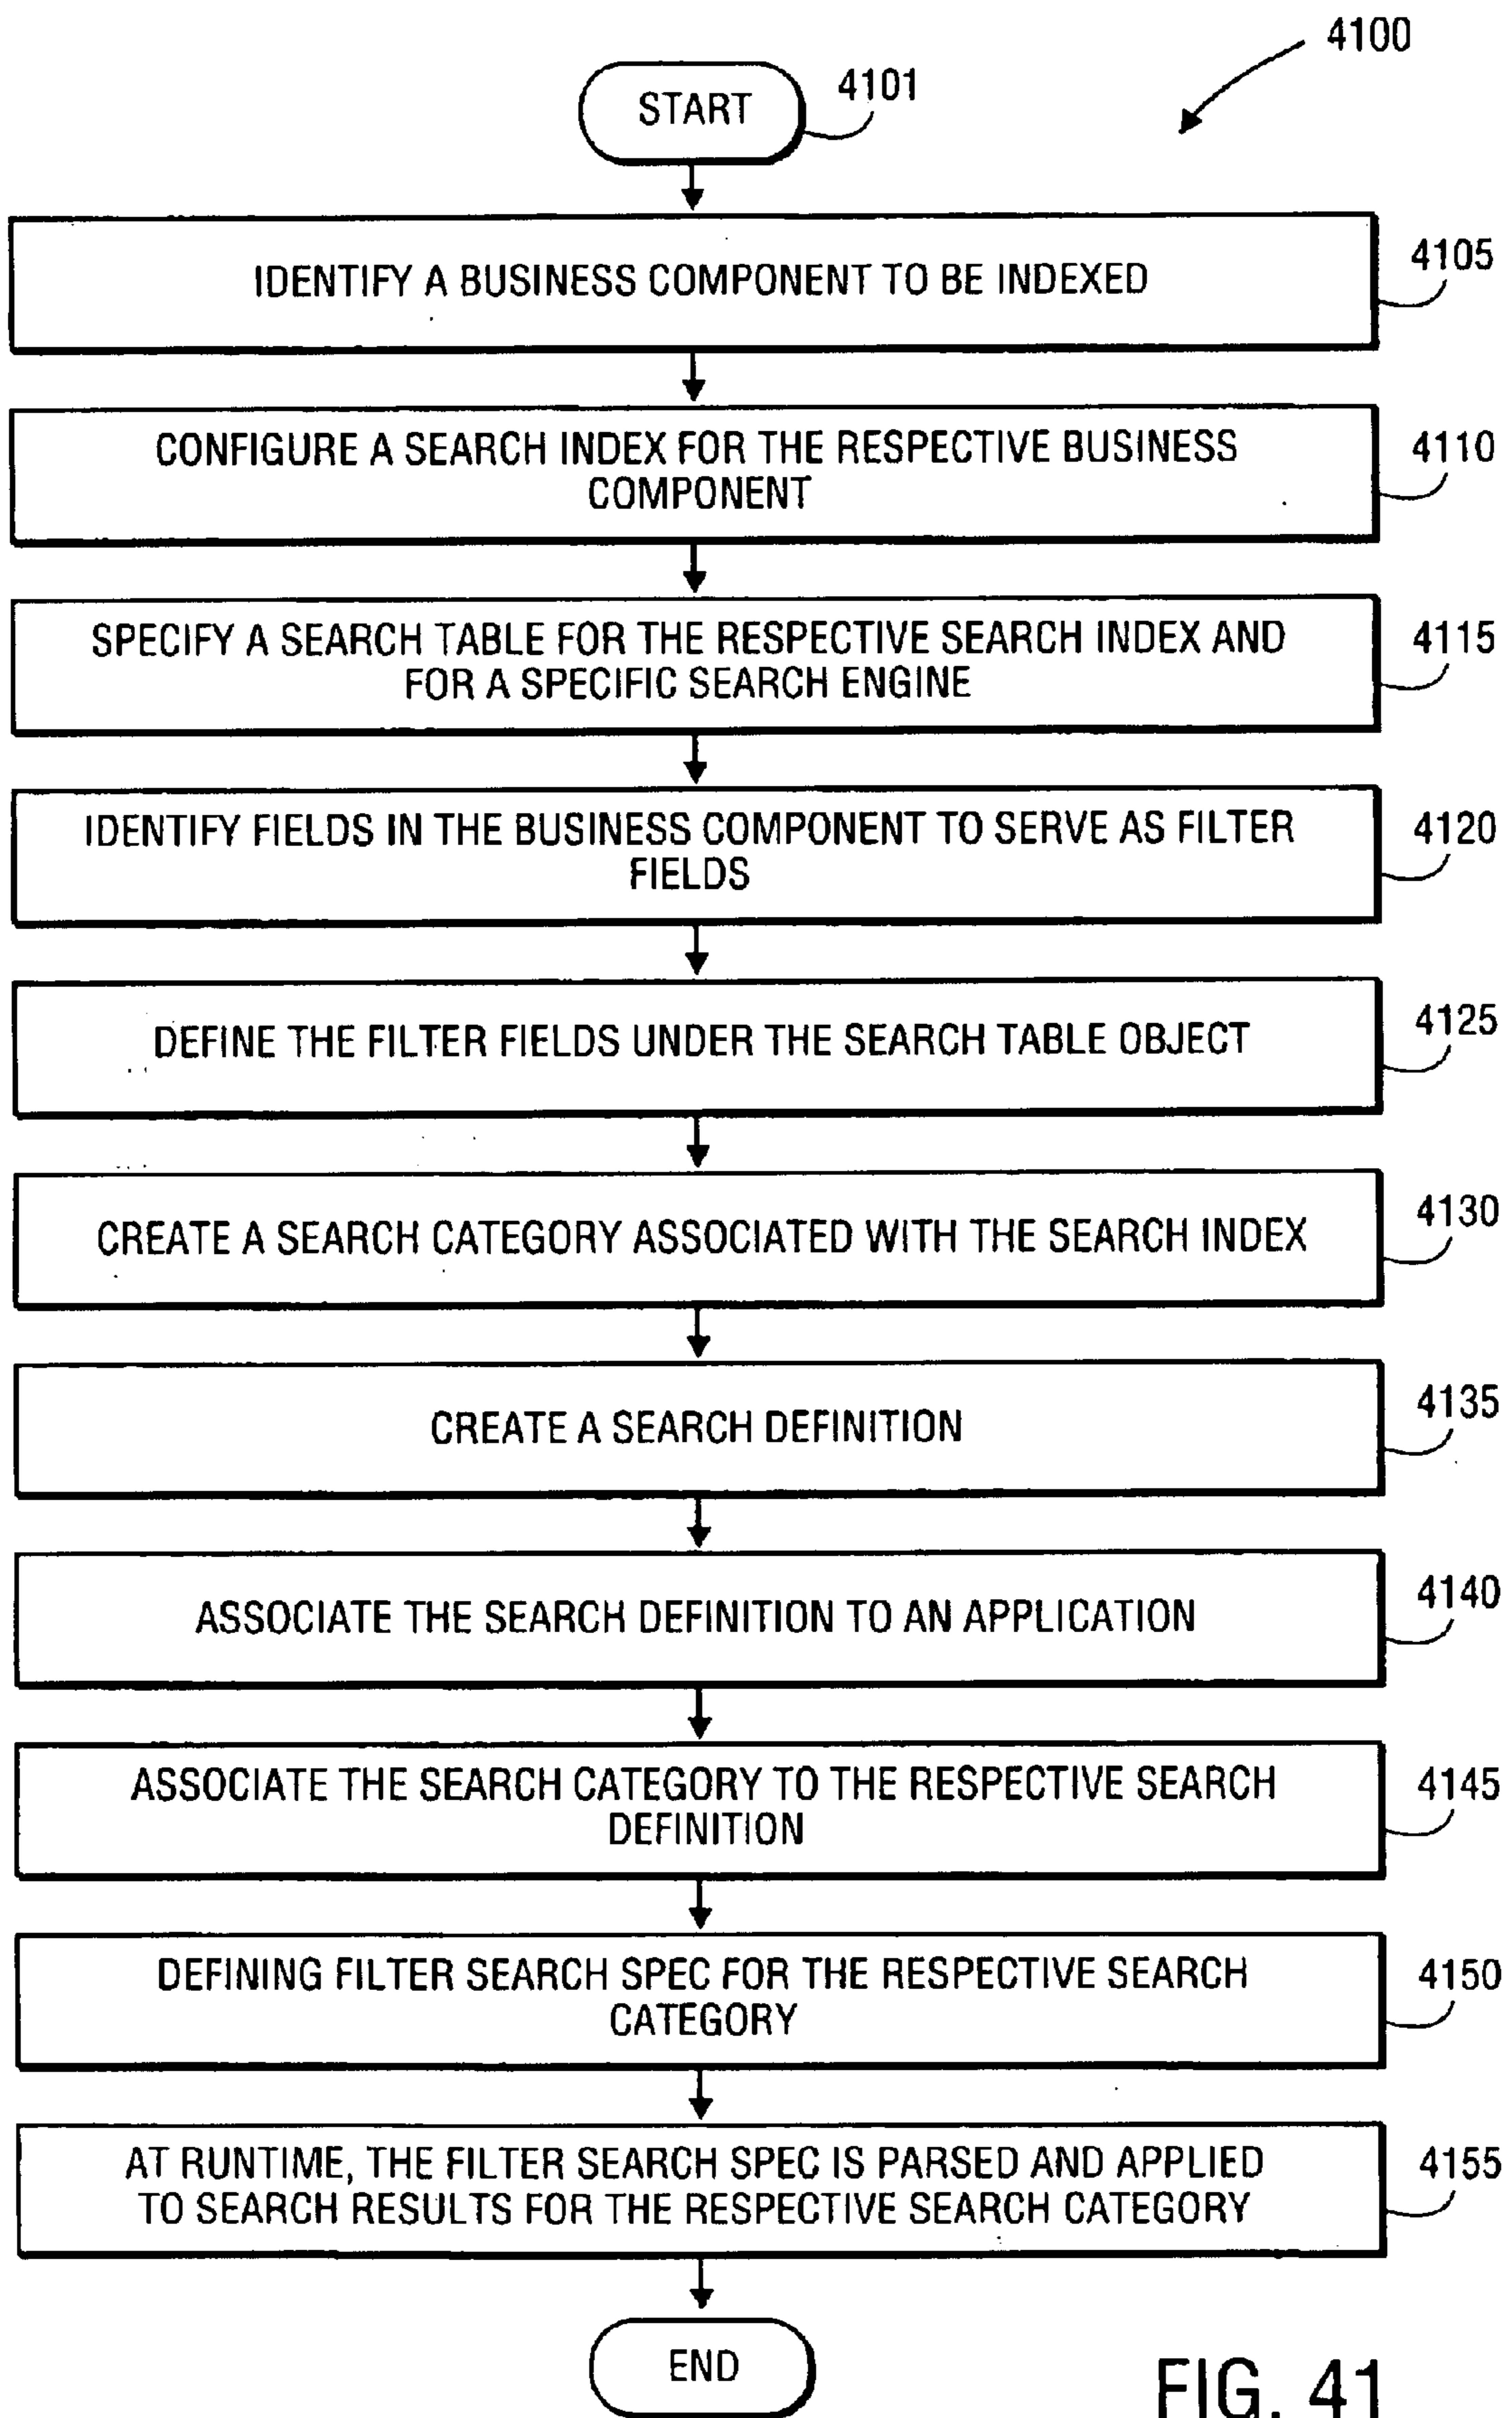 4100
START
4101
IDENTIFY A BUSINESS COMPONENT TO BE INDEXED
4105
CONFIGURE A SEARCH INDEX FOR THE RESPECTIVE BUSINESS
COMPONENT
4110
SPECIFY A SEARCH TABLE FOR THE RESPECTIVE SEARCH INDEX AND
FOR A SPECIFIC SEARCH ENGINE
4115
IDENTIFY FIELDS IN THE BUSINESS COMPONENT TO SERVE AS FILTER
FIELDS
4120
DEFINE THE FILTER FIELDS UNDER THE SEARCH TABLE OBJECT
4125
CREATE A SEARCH CATEGORY ASSOCIATED WITH THE SEARCH INDEX
4130
CREATE A SEARCH DEFINITION
4135
ASSOCIATE THE SEARCH DEFINITION TO AN APPLICATION
4140
ASSOCIATE THE SEARCH CATEGORY TO THE RESPECTIVE SEARCH
DEFINITION
4145
DEFINING FILTER SEARCH SPEC FOR THE RESPECTIVE SEARCH
CATEGORY
4150
AT RUNTIME, THE FILTER SEARCH SPEC IS PARSED AND APPLIED
TO SEARCH RESULTS FOR THE RESPECTIVE SEARCH CATEGORY
4155
END
FIG. 41